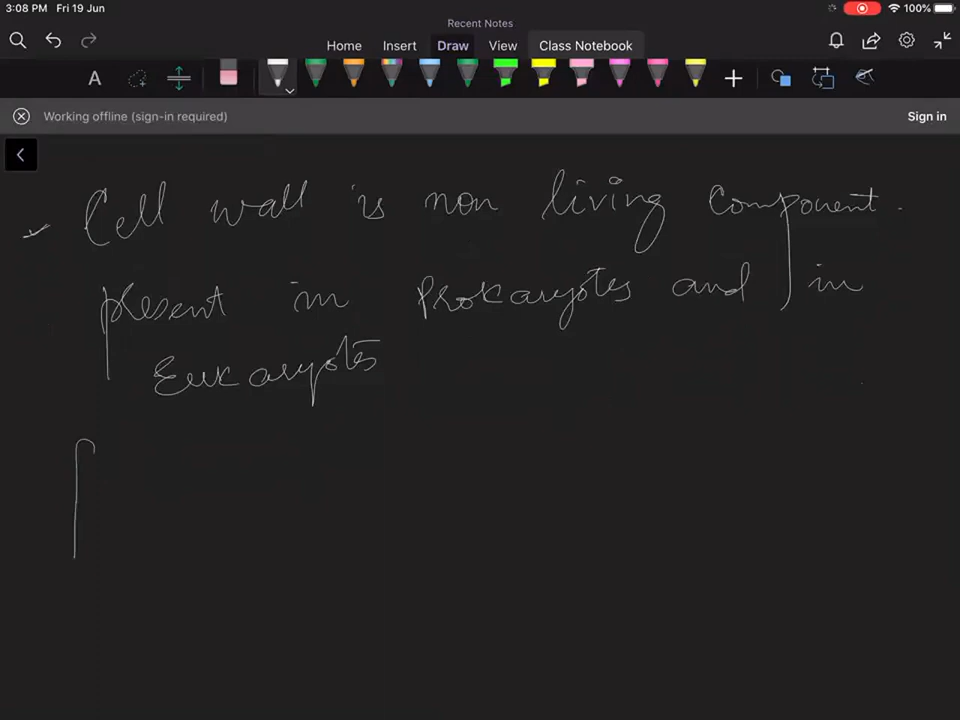 3:08 PM Fri 19 Jun
100%
Recent Notes
Home Insert Draw View Class Notebook
A
Working offline (sign-in required) Sign in
Cell wall is non living component.
present in Prokaryotes and in
Eukaryotes